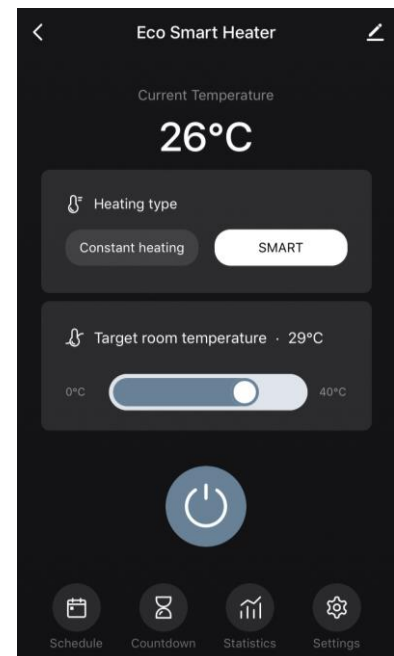 Eco Smart Heater
Current Temperature
26°C
Heating type
Constant heating SMART
Target room temperature · 29°C
0°C 40°C
Schedule Countdown Statistics Settings